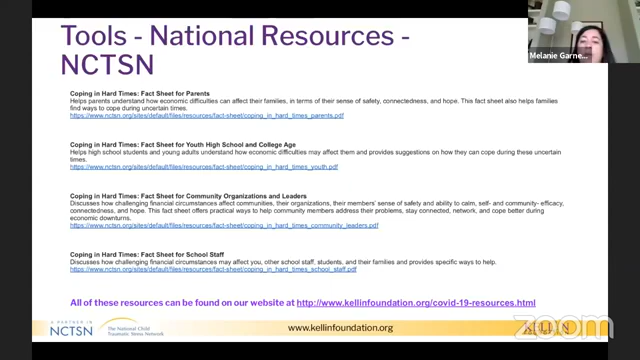 Tools - National Resources -
NCTSN
Melanie Garne...
Coping in Hard Times: Fact Sheet for Parents
Helps parents understand how economic difficulties can affect their families, in terms of their sense of safety, connectedness, and hope. This fact sheet also helps families
find ways to cope during uncertain times.
https://www.nctsn.org/sites/default/files/resources/fact-sheet/coping_in_hard_times_parents.pdf
Coping in Hard Times: Fact Sheet for Youth High School and College Age
Helps high school students and young adults understand how economic difficulties may affect them and provides suggestions on how they can cope during these uncertain
times.
https://www.nctsn.org/sites/default/files/resources/fact-sheet/coping_in_hard_times_youth.pdf
Coping in Hard Times: Fact Sheet for Community Organizations and Leaders
Discusses how challenging financial circumstances affect communities, their organizations, their members' sense of safety and ability to calm, self- and community- efficacy,
connectedness, and hope. This fact sheet offers practical ways to help community members address their problems, stay connected, network, and cope better during
economic downturns.
https://www.nctsn.org/sites/default/files/resources/fact-sheet/coping_in_hard_times_community_leaders.pdf
Coping in Hard Times: Fact Sheet for School Staff
Discusses how challenging financial circumstances may affect you, other school staff, students, and their families and provides specific ways to help.
https://www.nctsn.org/sites/default/files/resources/fact-sheet/coping_in_hard_times_school_staff.pdf
All of these resources can be found on our website at http://www.kellinfoundation.org/covid-19-resources.html
A PARTNER IN
NCTSN
The National Child
Traumatic Stress Network
www.kellinfoundation.org
KELLIN
zoom